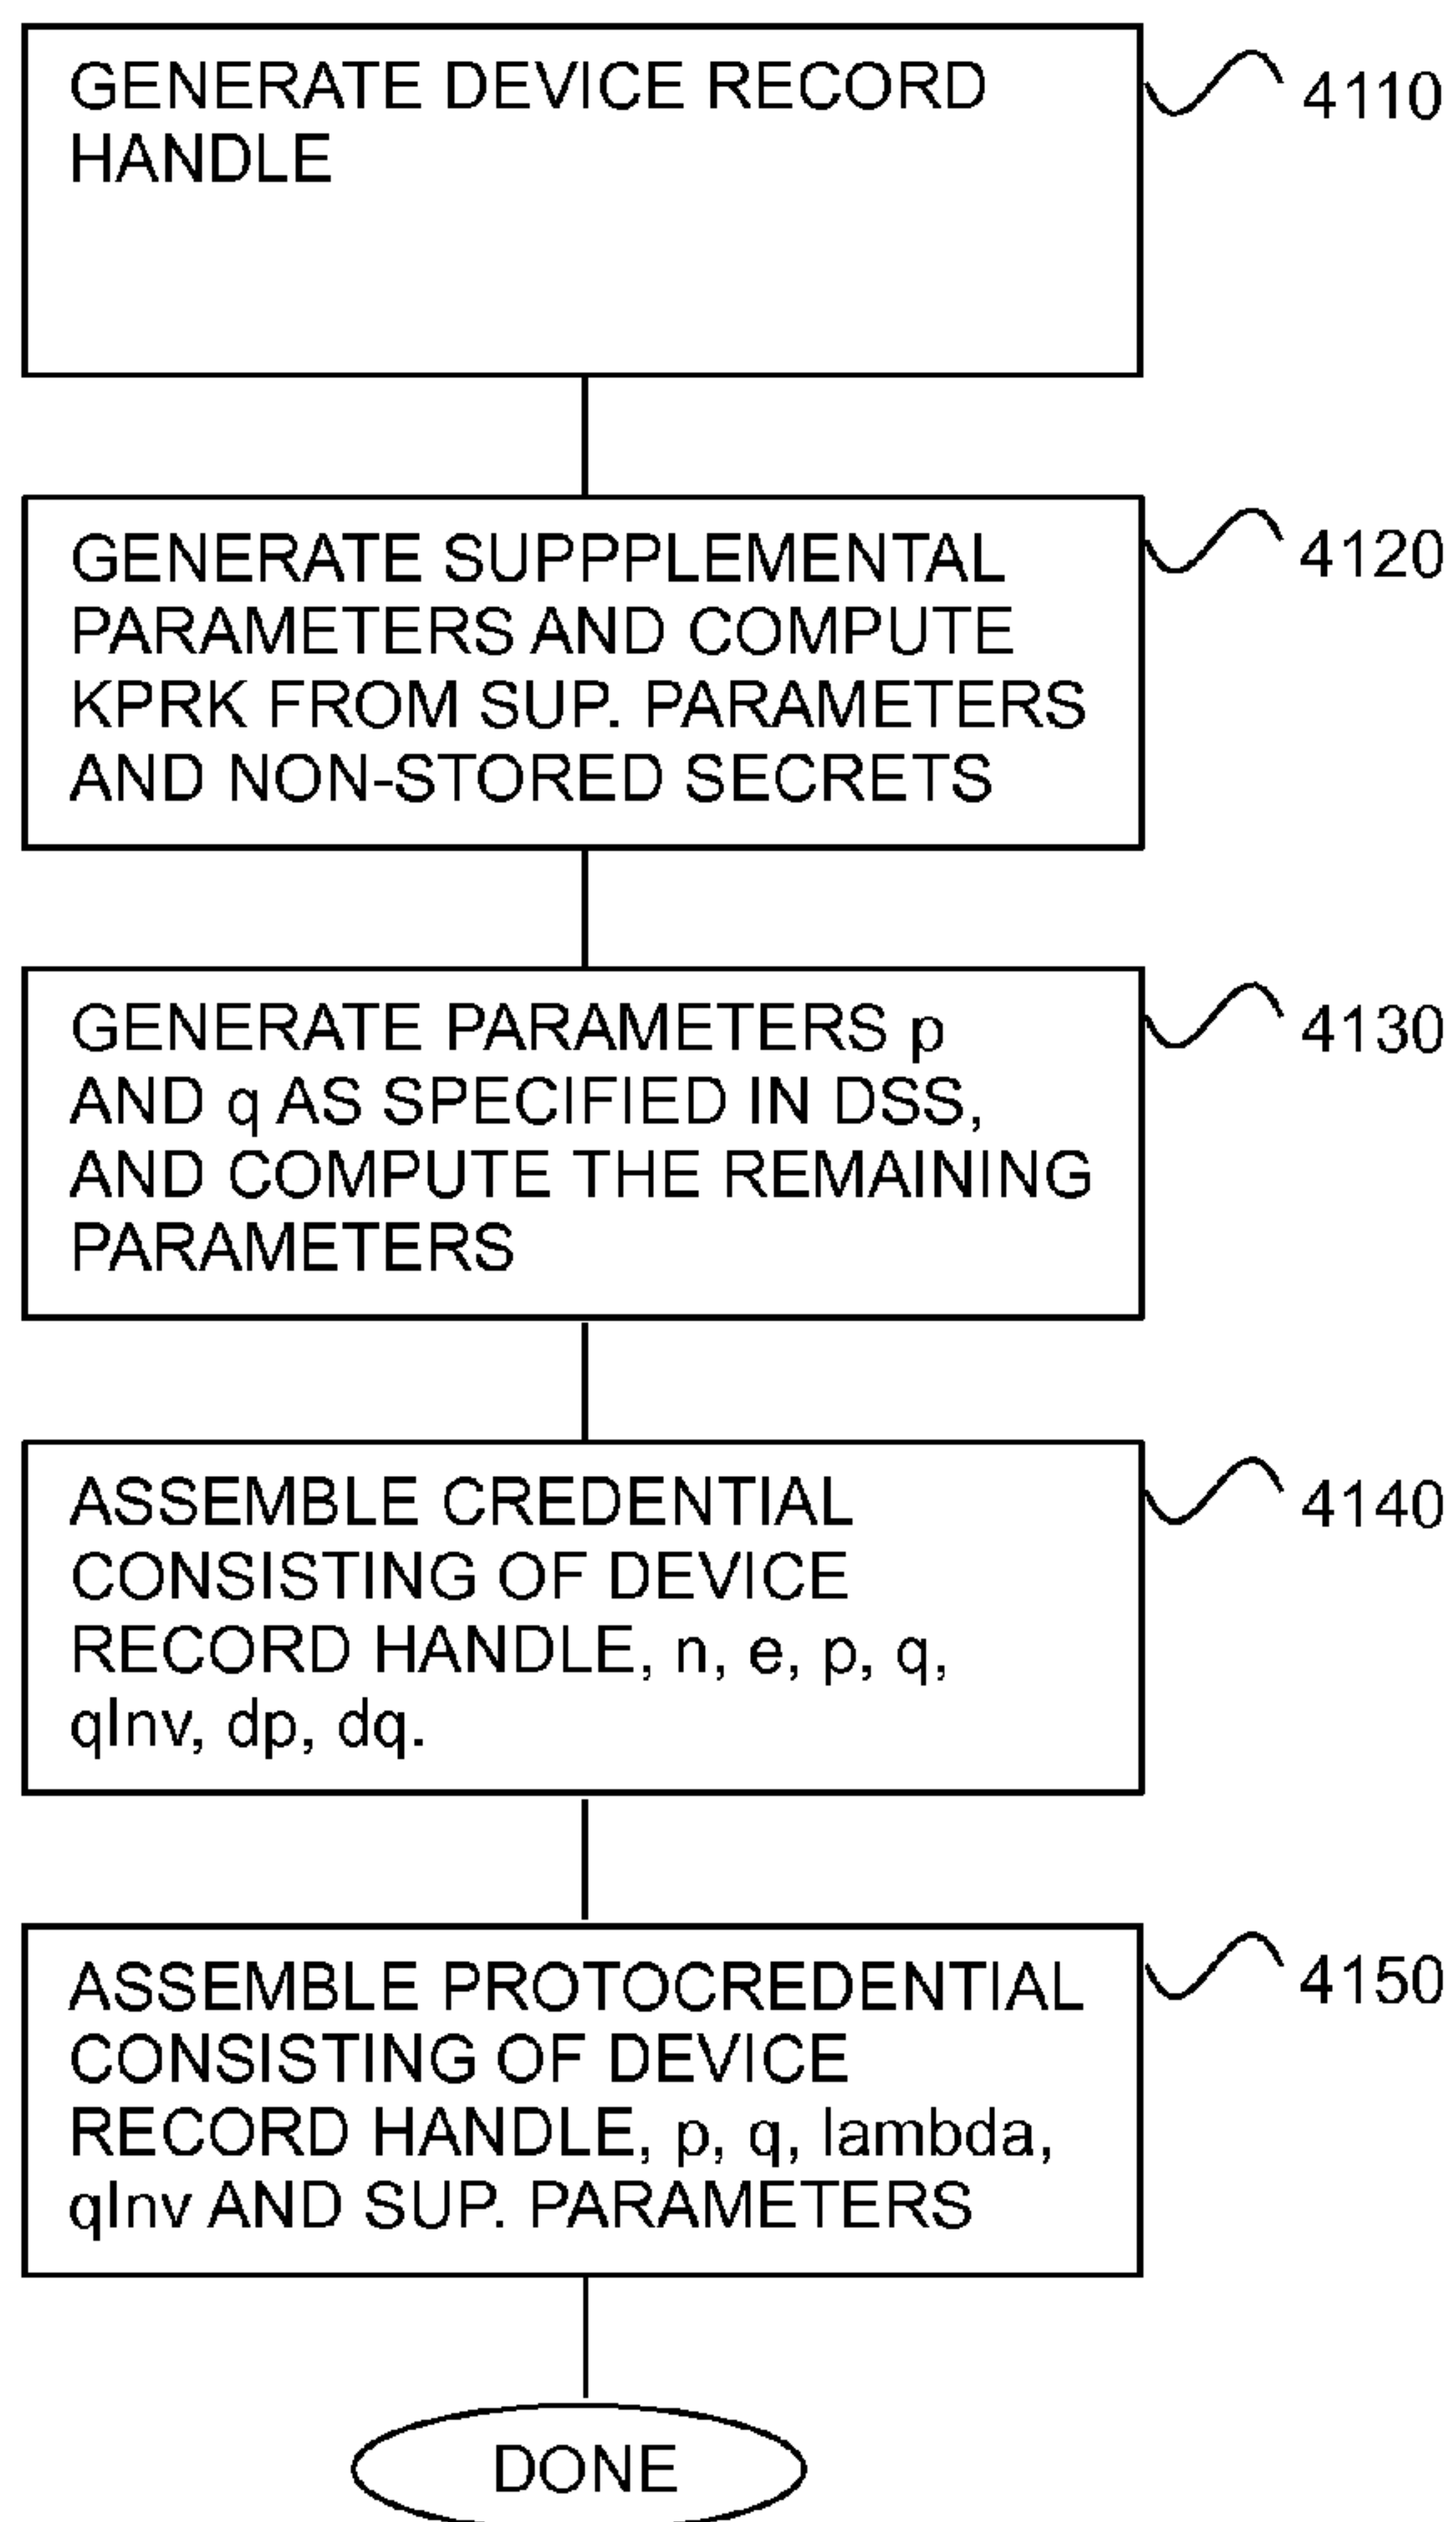 GENERATE DEVICE RECORD
HANDLE
4110
GENERATE SUPPPLEMENTAL
PARAMETERS AND COMPUTE
KPRK FROM SUP. PARAMETERS
AND NON-STORED SECRETS
4120
GENERATE PARAMETERS p
AND q AS SPECIFIED IN DSS,
AND COMPUTE THE REMAINING
PARAMETERS
4130
ASSEMBLE CREDENTIAL
CONSISTING OF DEVICE
RECORD HANDLE, n, e, p, q,
qInv, dp, dq.
4140
ASSEMBLE PROTOCREDENTIAL
CONSISTING OF DEVICE
RECORD HANDLE, p, q, lambda,
qInv AND SUP. PARAMETERS
4150
DONE